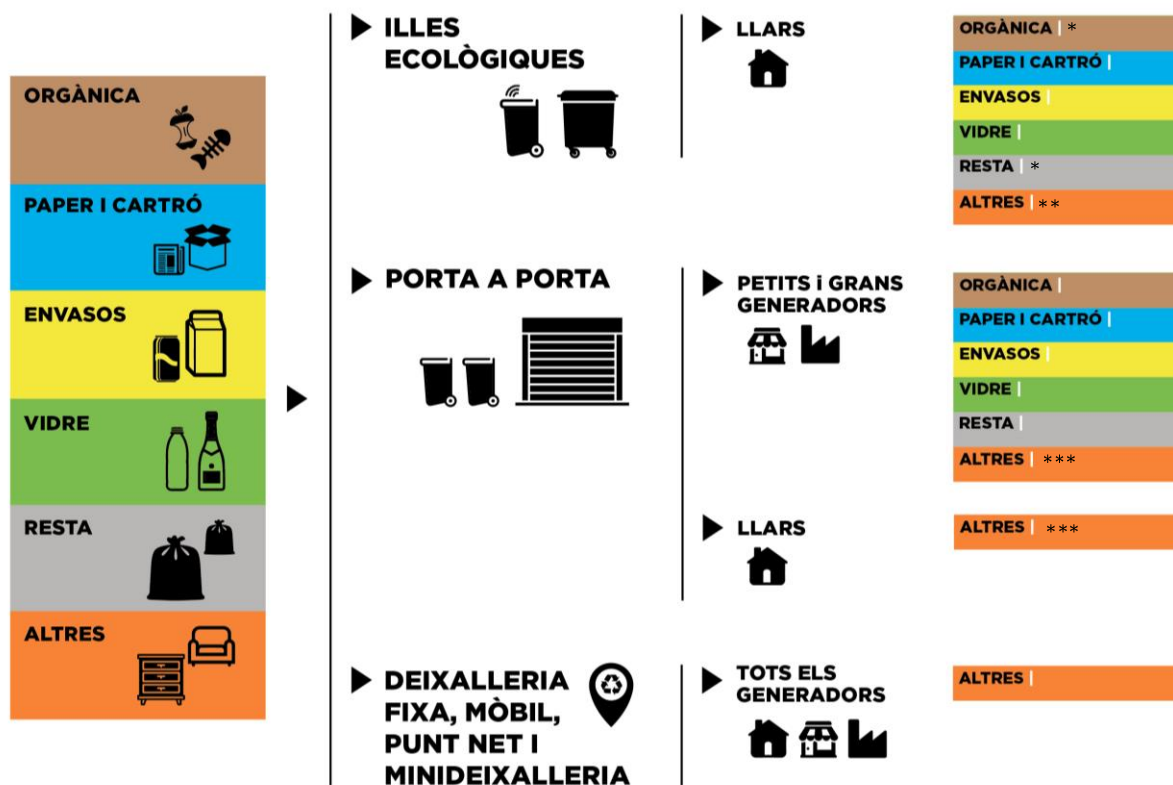 ORGÀNICA
PAPER I CARTRÓ
ENVASOS
VIDRE
RESTA
ALTRES
ILLES
ECOLÒGIQUES
LLARS
ORGÀNICA | *
PAPER I CARTRÓ |
ENVASOS |
VIDRE |
RESTA | *
ALTRES | **
PORTA A PORTA
PETITS i GRANS
GENERADORS
ORGÀNICA |
PAPER I CARTRÓ |
ENVASOS |
VIDRE |
RESTA |
ALTRES | ***
LLARS
ALTRES | ***
DEIXALLERIA
FIXA, MÒBIL,
PUNT NET I
MINIDEIXALLERIA
TOTS ELS
GENERADORS
ALTRES |